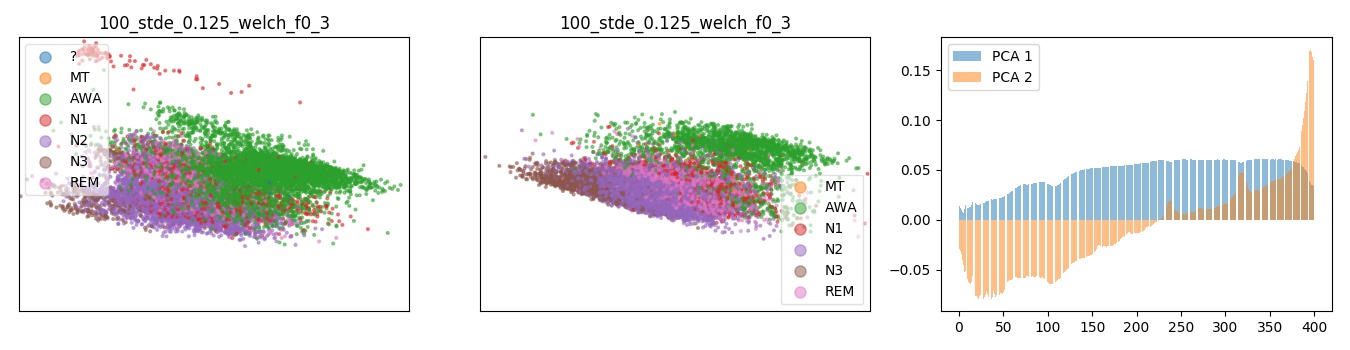 100_stde_0.125_welch_f0_3
?
MT
AWA
N1
N2
N3
REM
100_stde_0.125_welch_f0_3
MT
AWA
N1
N2
N3
REM
PCA 1
PCA 2
0.15
0.10
0.05
0.00
−0.05
0 50 100 150 200 250 300 350 400